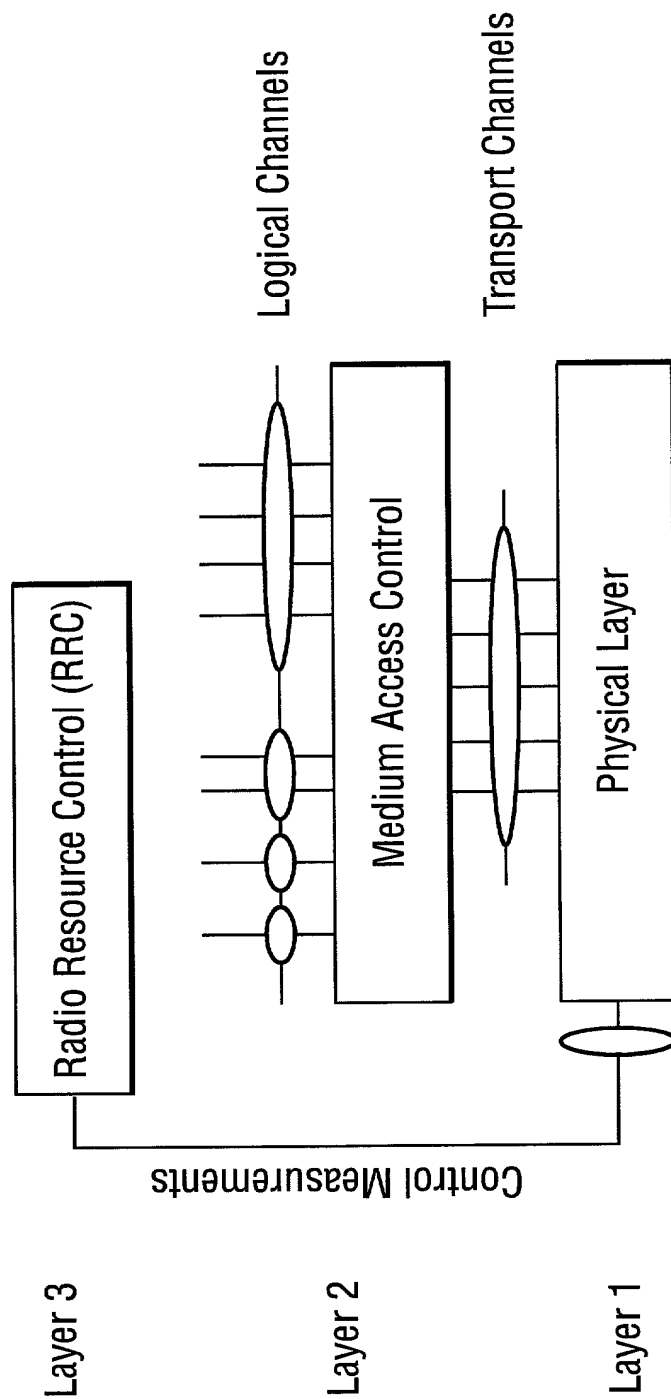 Layer 3
Radio Resource Control (RRC)
Control Measurements
Logical Channels
Layer 2
Medium Access Control
Transport Channels
Layer 1
Physical Layer